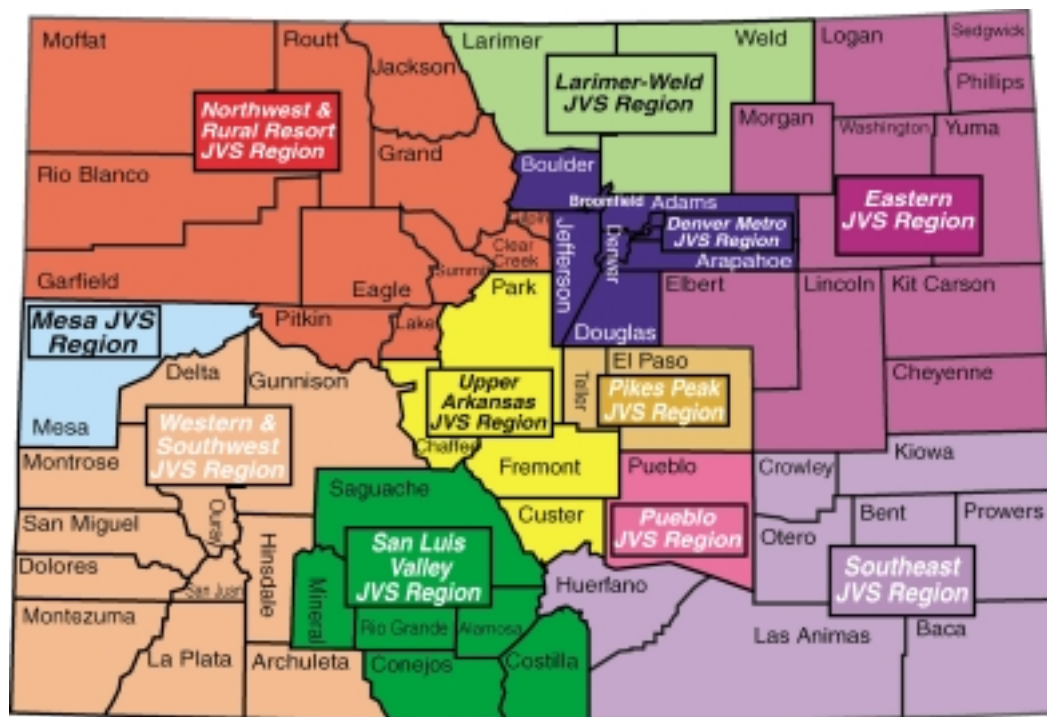 Moffat
Routt
Jackson
Larimer
Weld
Logan
Sedgwick
Phillips
Northwest &
Rural Resort
JVS Region
Larimer-Weld
JVS Region
Morgan
Washington
Yuma
Grand
Rio Blanco
Boulder
Broomfield
Adams
Eastern
JVS Region
Gilpin
Jefferson
Denver
Denver Metro
JVS Region
Clear
Creek
Arapahoe
Garfield
Eagle
Summit
Park
Elbert
Lincoln
Kit Carson
Mesa JVS
Region
Pitkin
Lake
Douglas
Delta
Gunnison
Upper
Arkansas
JVS Region
Teller
El Paso
Pikes Peak
JVS Region
Cheyenne
Mesa
Western &
Southwest
JVS Region
Chaffee
Montrose
Fremont
Pueblo
Crowley
Kiowa
Saguache
San Miguel
Ouray
Custer
Pueblo
JVS Region
Otero
Bent
Prowers
Hinsdale
San Luis
Valley
JVS Region
Dolores
San Juan
Mineral
Huerfano
Southeast
JVS Region
Montezuma
Rio Grande
Alamosa
Las Animas
Baca
La Plata
Archuleta
Conejos
Costilla